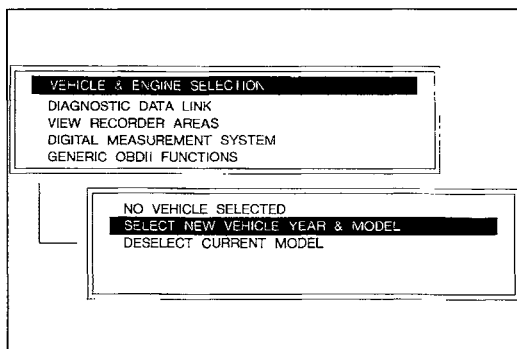 VEHICLE & ENGINE SELECTION
DIAGNOSTIC DATA LINK
VIEW RECORDER AREAS
DIGITAL MEASUREMENT SYSTEM
GENERIC OBDII FUNCTIONS
NO VEHICLE SELECTED
SELECT NEW VEHICLE YEAR & MODEL
DESELECT CURRENT MODEL